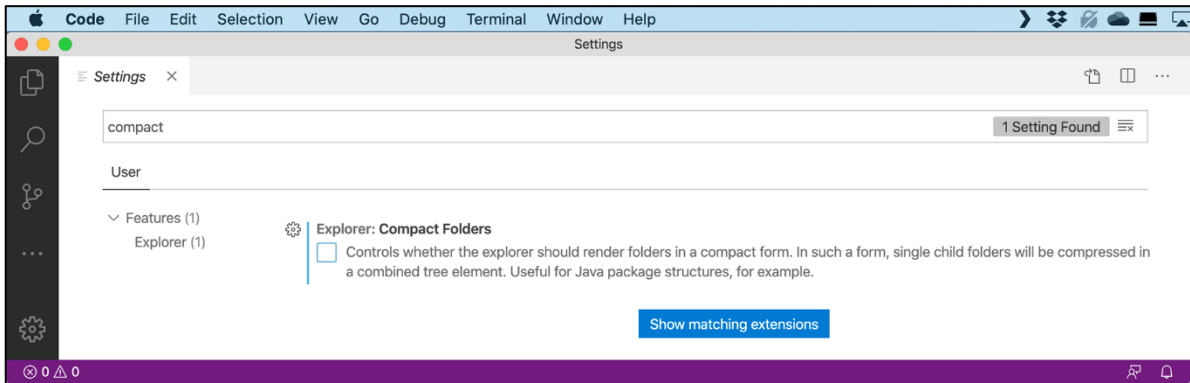 Code File Edit Selection View Go Debug Terminal Window Help
Settings
Settings
compact
1 Setting Found
User
Features (1)
Explorer (1)
Explorer: Compact Folders
Controls whether the explorer should render folders in a compact form. In such a form, single child folders will be compressed in
a combined tree element. Useful for Java package structures, for example.
Show matching extensions
0 0